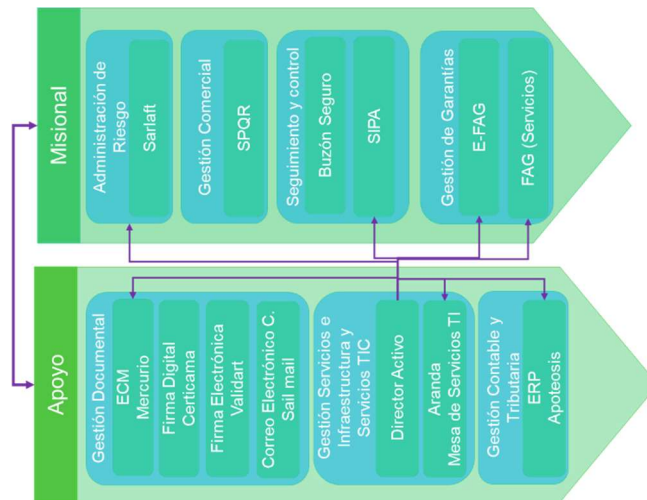 Misional
Administración de
Riesgo
Sarlaft
Gestión Comercial
SPQR
Seguimiento y control
Buzón Seguro
SIPA
Gestión de Garantías
E-FAG
FAG (Servicios)
Apoyo
Gestión Documental
ECM
Mercurio
Firma Digital
Certicama
Firma Electrónica
Validart
Correo Electrónico C.
Sail mail
Gestión Servicios e
Infraestructura y
Servicios TIC
Director Activo
Aranda
Mesa de Servicios TI
Gestión Contable y
Tributaria
ERP
Apoteosis